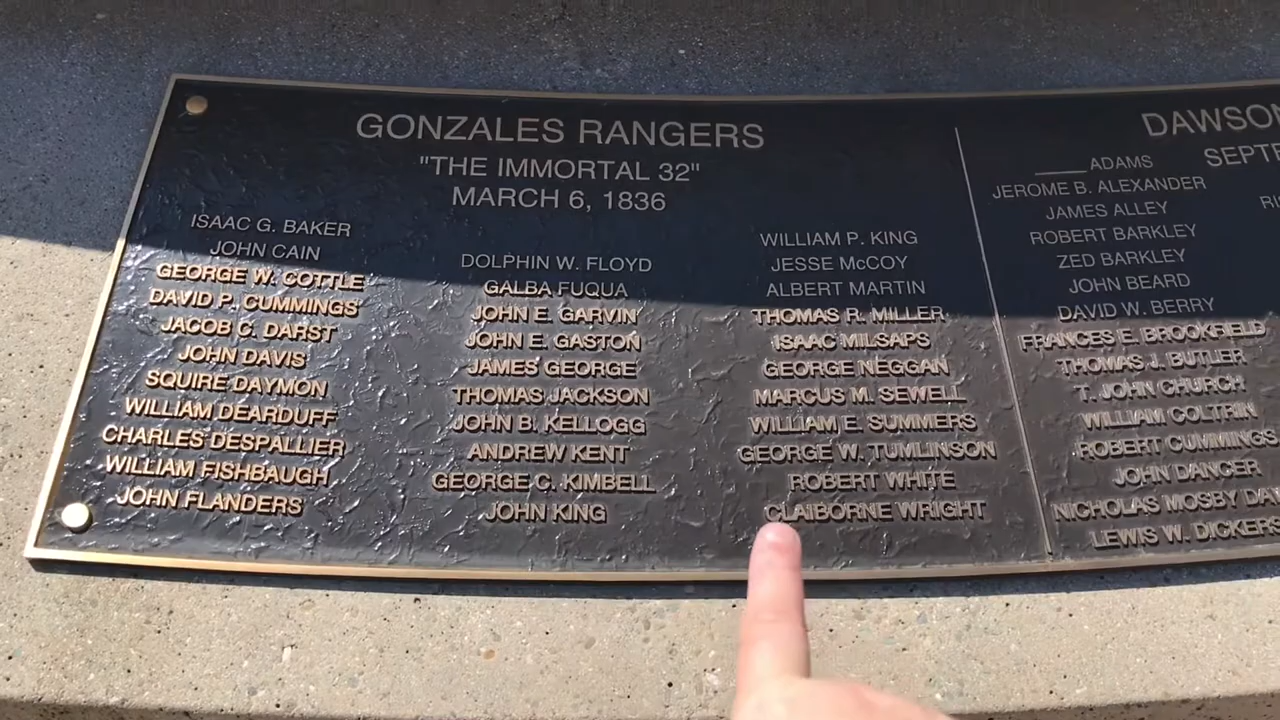 GONZALES RANGERS
"THE IMMORTAL 32"
MARCH 6, 1836
ISAAC G. BAKER
JOHN CAIN
GEORGE W. COTTLE
DAVID P. CUMMINGS
JACOB C. DARST
JOHN DAVIS
SQUIRE DAYMON
WILLIAM DEARDUFF
CHARLES DESPALLIER
WILLIAM FISHBAUGH
JOHN FLANDERS
DOLPHIN W. FLOYD
GALBA FUQUA
JOHN E. GARVIN
JOHN E. GASTON
JAMES GEORGE
THOMAS JACKSON
JOHN B. KELLOGG
ANDREW KENT
GEORGE C. KIMBELL
JOHN KING
WILLIAM P. KING
JESSE McCOY
ALBERT MARTIN
THOMAS R. MILLER
ISAAC MILSAPS
GEORGE NEGGAN
MARCUS M. SEWELL
WILLIAM E. SUMMERS
GEORGE W. TUMLINSON
ROBERT WHITE
CLAIBORNE WRIGHT
DAWSON
SEPTE
_____ADAMS
JEROME B. ALEXANDER
JAMES ALLEY
ROBERT BARKLEY
ZED BARKLEY
JOHN BEARD
DAVID W. BERRY
FRANCES E. BROOKFIELD
THOMAS J. BUTLER
T. JOHN CHURCH
WILLIAM COLTRIN
ROBERT CUMMINGS
JOHN DANCER
NICHOLAS MOSBY DAW
LEWIS W. DICKERS
RI